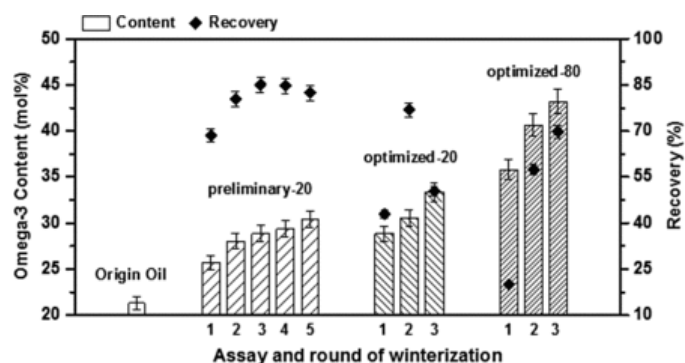 Content Recovery
Omega-3 Content (mol%)
50
45
40
35
30
25
20
Recovery (%)
100
85
70
55
40
25
10
Origin Oil
preliminary-20
optimized-20
optimized-80
1 2 3 4 5 1 2 3 1 2 3
Assay and round of winterization